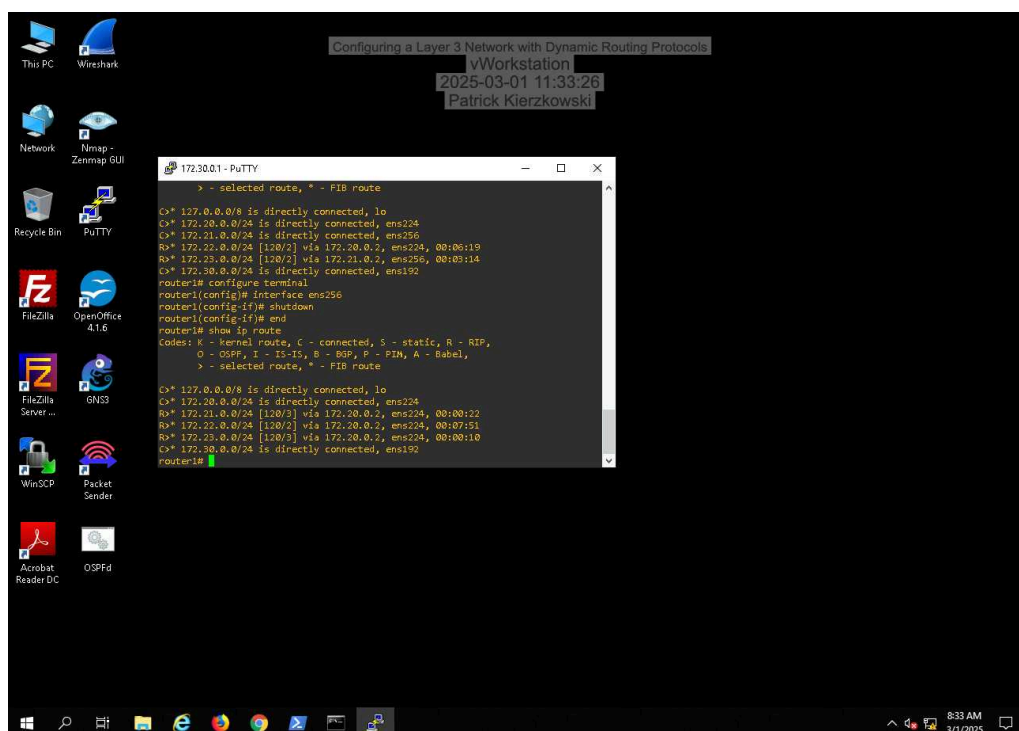 Configuring a Layer 3 Network with Dynamic Routing Protocols
vWorkstation
2025-03-01 11:33:26
Patrick Kierzkowski
This PC
Wireshark
Network
Nmap -
Zenmap GUI
Recycle Bin
PuTTY
FileZilla
OpenOffice
4.1.6
FileZilla
Server ...
GNS3
WinSCP
Packet
Sender
Acrobat
Reader DC
OSPFd
172.30.0.1 - PuTTY
> - selected route, * - FIB route
C>* 127.0.0.0/8 is directly connected, lo
C>* 172.20.0.0/24 is directly connected, ens224
C>* 172.21.0.0/24 is directly connected, ens256
R>* 172.22.0.0/24 [120/2] via 172.20.0.2, ens224, 00:06:19
R>* 172.23.0.0/24 [120/2] via 172.21.0.2, ens256, 00:03:14
C>* 172.30.0.0/24 is directly connected, ens192
router1# configure terminal
router1(config)# interface ens256
router1(config-if)# shutdown
router1(config-if)# end
router1# show ip route
Codes: K - kernel route, C - connected, S - static, R - RIP,
O - OSPF, I - IS-IS, B - BGP, P - PIM, A - Babel,
> - selected route, * - FIB route
C>* 127.0.0.0/8 is directly connected, lo
C>* 172.20.0.0/24 is directly connected, ens224
R>* 172.21.0.0/24 [120/3] via 172.20.0.2, ens224, 00:00:22
R>* 172.22.0.0/24 [120/2] via 172.20.0.2, ens224, 00:07:51
R>* 172.23.0.0/24 [120/3] via 172.20.0.2, ens224, 00:00:10
C>* 172.30.0.0/24 is directly connected, ens192
router1#
8:33 AM
3/1/2025